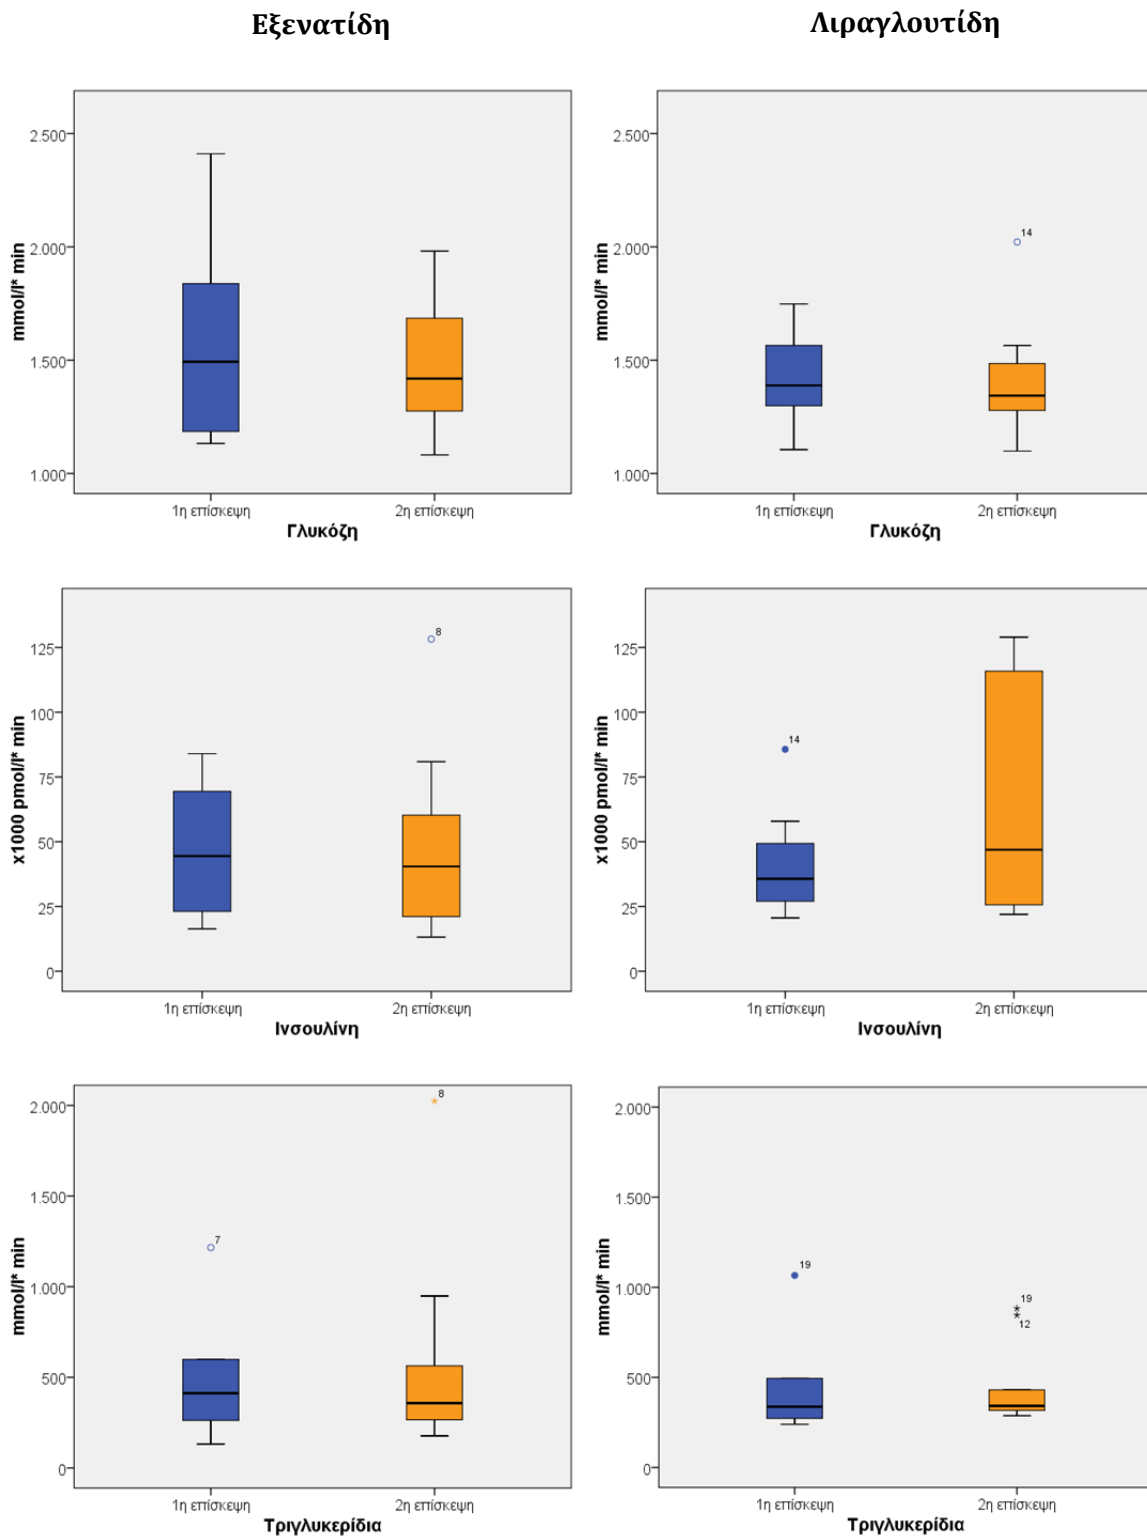 Εξενατίδη
Λιραγλουτίδη
2.500
2.000
1.500
1.000
mmol/l* min
1η επίσκεψη
2η επίσκεψη
Γλυκόζη
2.500
2.000
1.500
1.000
mmol/l* min
14
1η επίσκεψη
2η επίσκεψη
Γλυκόζη
125
100
75
50
25
0
x1000 pmol/l* min
8
1η επίσκεψη
2η επίσκεψη
Ινσουλίνη
125
100
75
50
25
0
x1000 pmol/l* min
14
1η επίσκεψη
2η επίσκεψη
Ινσουλίνη
2.000
1.500
1.000
500
0
mmol/l* min
7
8
1η επίσκεψη
2η επίσκεψη
Τριγλυκερίδια
2.000
1.500
1.000
500
0
mmol/l* min
19
19
12
1η επίσκεψη
2η επίσκεψη
Τριγλυκερίδια